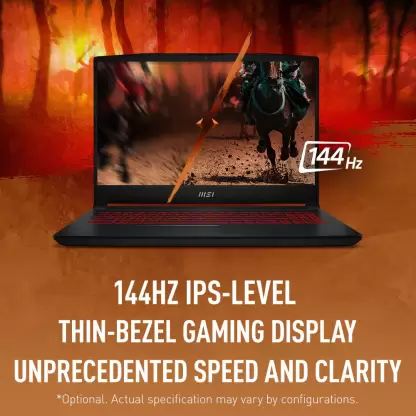 144Hz
msi
144HZ IPS-LEVEL
THIN-BEZEL GAMING DISPLAY
UNPRECEDENTED SPEED AND CLARITY
*Optional. Actual specification may vary by configurations.